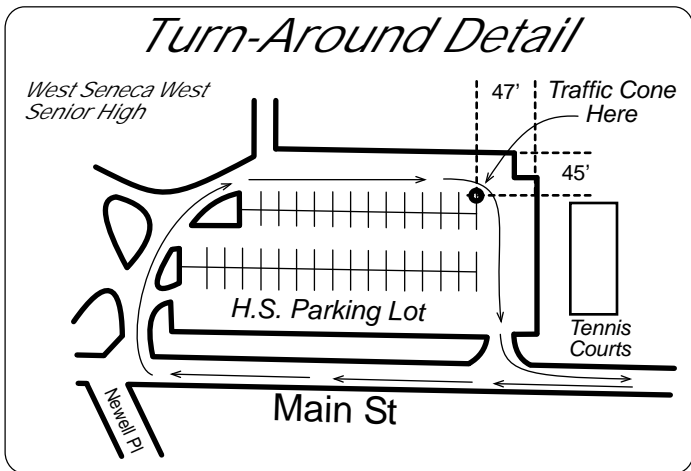 Turn-Around Detail
West Seneca West
Senior High
47'
Traffic Cone
Here
45'
H.S. Parking Lot
Tennis
Courts
Main St
Newell Pl